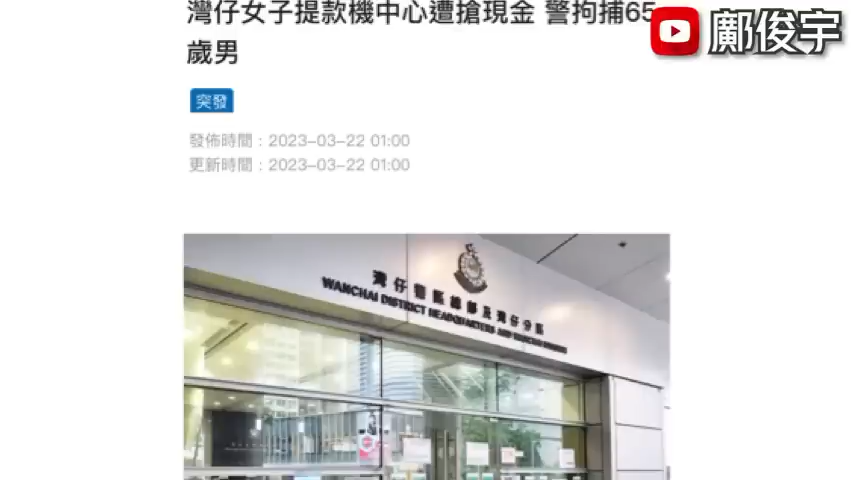 灣仔女子提款機中心遭搶現金 警拘捕65
歲男
鄺俊宇
突發
發佈時間：2023-03-22 01:00
更新時間：2023-03-22 01:00
灣仔警區總部及灣仔分區
WANCHAI DISTRICT HEADQUARTERS AND WANCHAI DIVISION